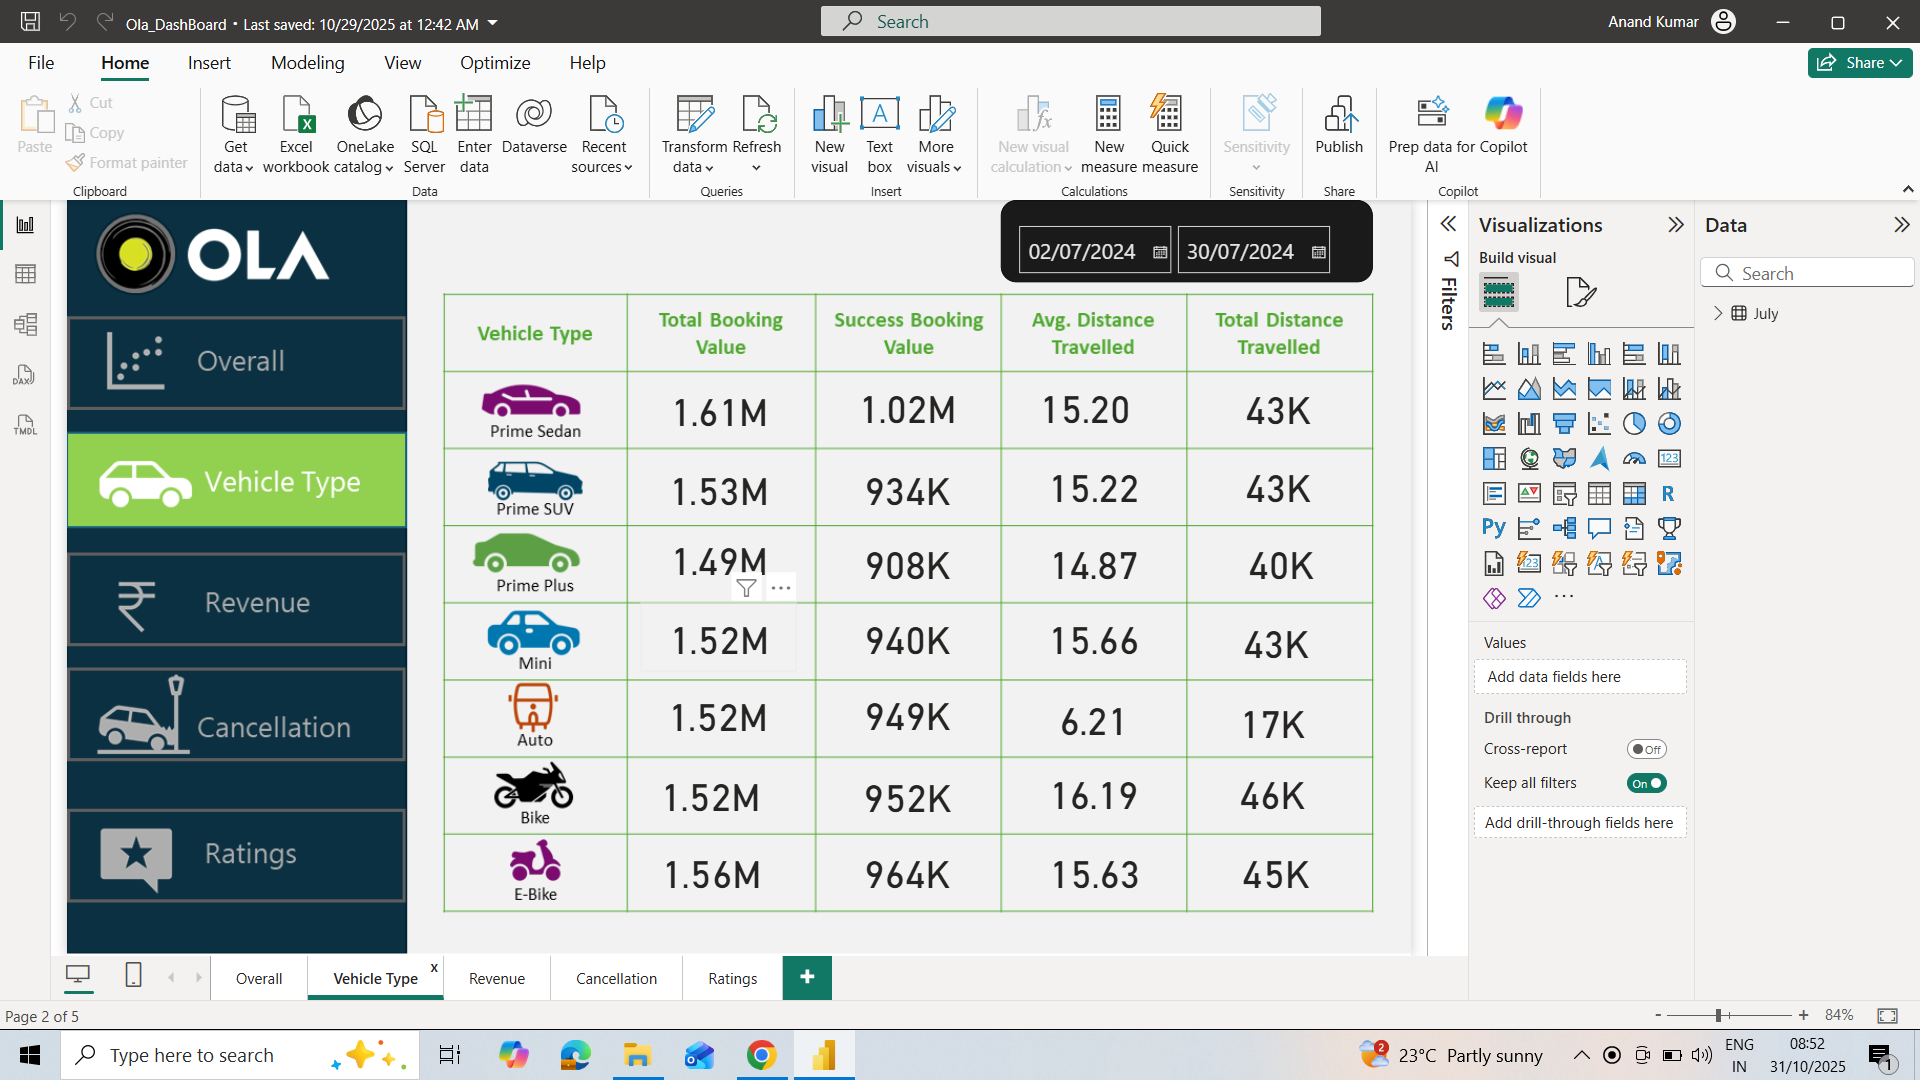 Ola_DashBoard • Last saved: 10/29/2025 at 12:42 AM
Search
Anand Kumar
File
Home
Insert
Modeling
View
Optimize
Help
Share
Paste
Cut
Copy
Format painter
Clipboard
Get data
Excel workbook
OneLake catalog
SQL Server
Enter data
Dataverse
Recent sources
Data
Transform data
Refresh
Queries
New visual
Text box
More visuals
Insert
New visual calculation
New measure
Quick measure
Calculations
Sensitivity
Sensitivity
Publish
Share
Prep data for AI
Copilot
Copilot
OLA
Overall
Vehicle Type
Revenue
Cancellation
Ratings
02/07/2024
30/07/2024
Vehicle Type
Total Booking Value
Success Booking Value
Avg. Distance Travelled
Total Distance Travelled
Prime Sedan 1.61M 1.02M 15.20 43K
Prime SUV 1.53M 934K 15.22 43K
Prime Plus 1.49M 908K 14.87 40K
Mini 1.52M 940K 15.66 43K
Auto 1.52M 949K 6.21 17K
Bike 1.52M 952K 16.19 46K
E-Bike 1.56M 964K 15.63 45K
Filters
Visualizations
Build visual
123
R
Py
123
Values
Add data fields here
Drill through
Cross-report
Off
Keep all filters
On
Add drill-through fields here
Data
Search
July
DAX
TMDL
Overall
Vehicle Type
x
Revenue
Cancellation
Ratings
+
Page 2 of 5
- + 84%
Type here to search
2
23°C Partly sunny
ENG
IN
08:52
31/10/2025
1